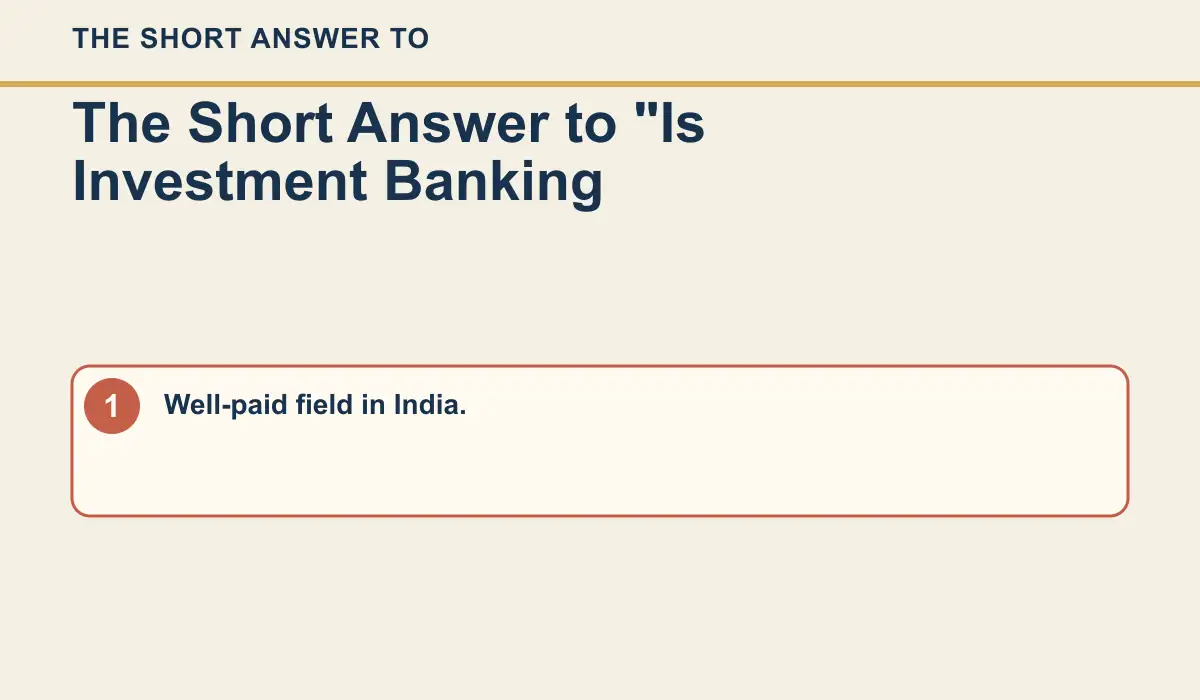 THE SHORT ANSWER TO
The Short Answer to "Is
Investment Banking
1
Well-paid field in India.